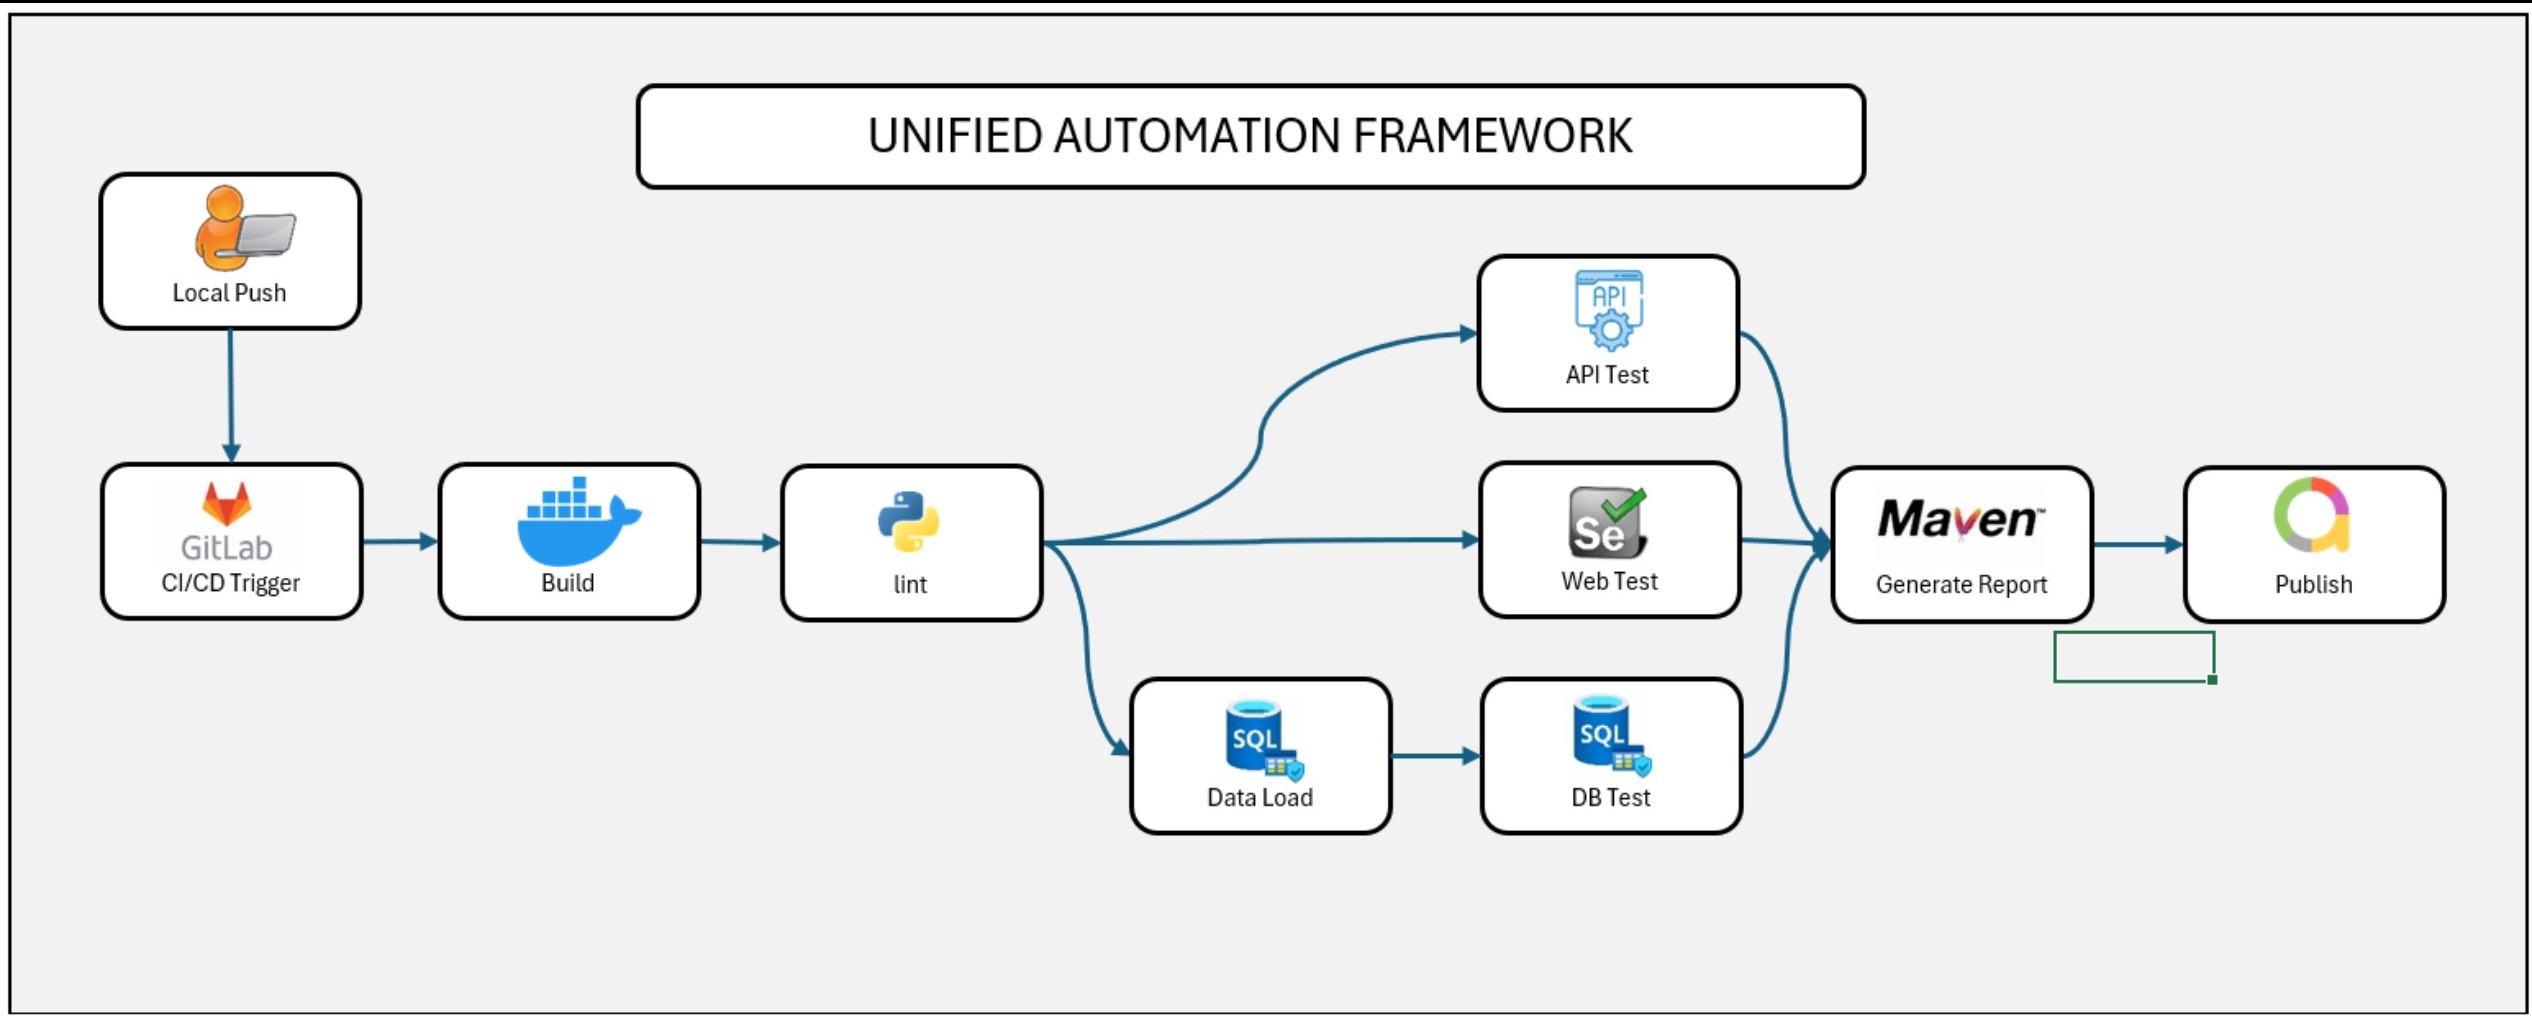 UNIFIED AUTOMATION FRAMEWORK
Local Push
API
API Test
GitLab
CI/CD Trigger
Build
lint
Se
Web Test
Maven™
Generate Report
Publish
SQL
Data Load
SQL
DB Test